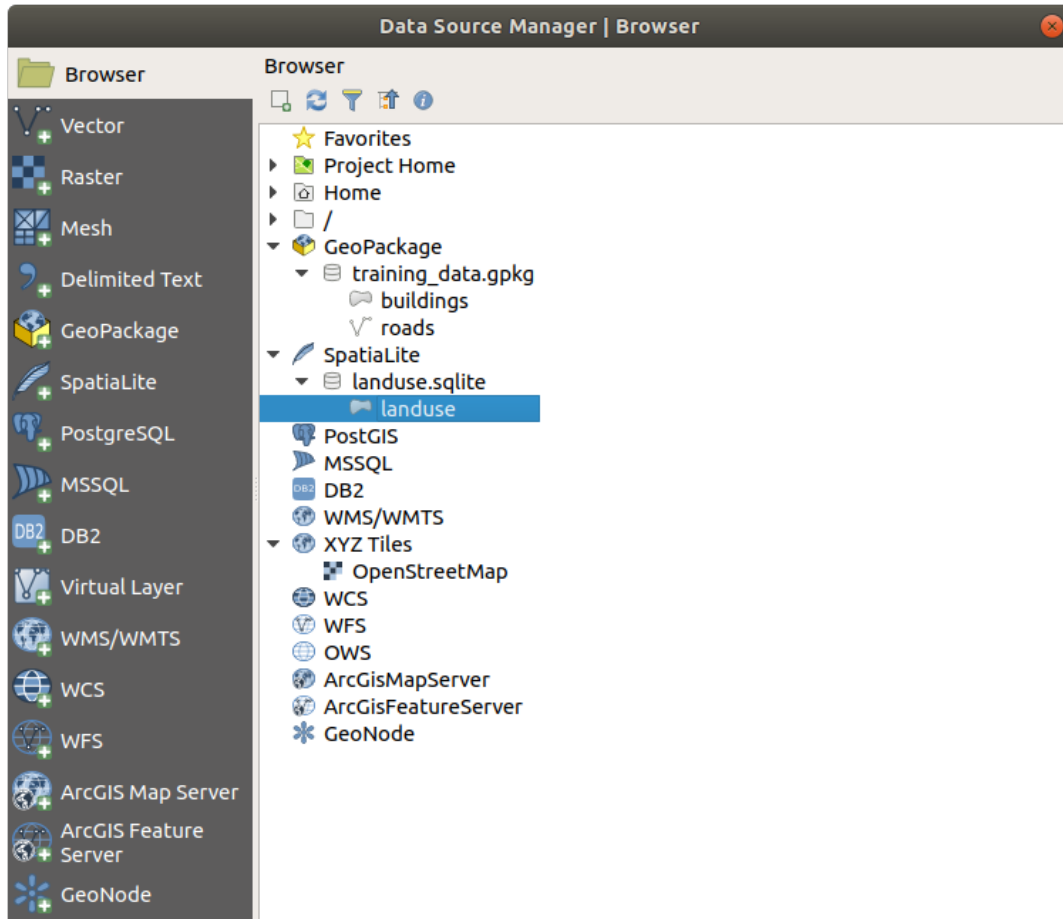 Data Source Manager | Browser
Browser
Vector
Raster
Mesh
Delimited Text
GeoPackage
SpatiaLite
PostgreSQL
MSSQL
DB2
DB2
Virtual Layer
WMS/WMTS
WCS
WFS
ArcGIS Map Server
ArcGIS Feature
Server
GeoNode
Browser
Favorites
Project Home
Home
/
GeoPackage
training_data.gpkg
buildings
roads
SpatiaLite
landuse.sqlite
landuse
PostGIS
MSSQL
DB2 DB2
WMS/WMTS
XYZ Tiles
OpenStreetMap
WCS
WFS
OWS
ArcGisMapServer
ArcGisFeatureServer
GeoNode